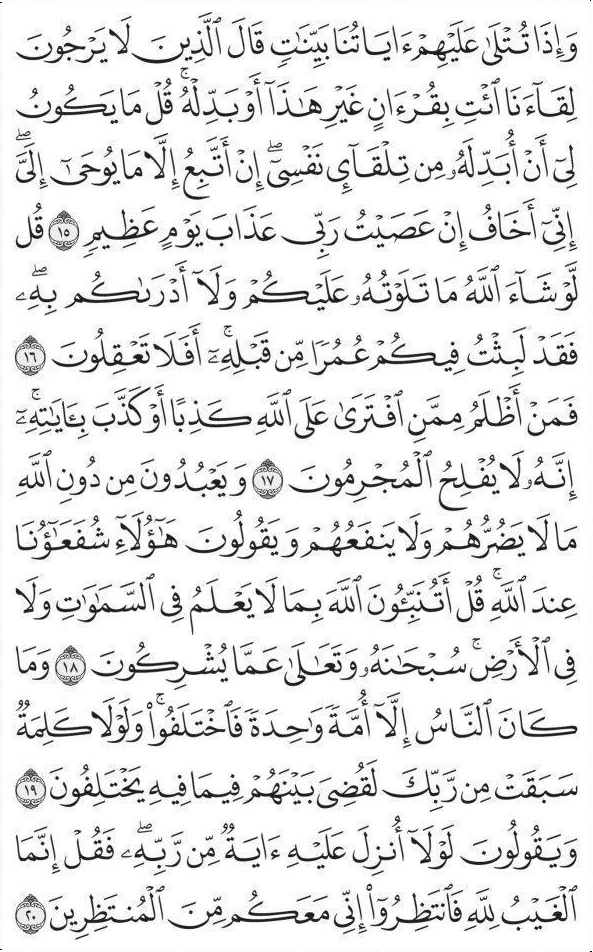 وَإِذَا تُتْلَىٰ عَلَيْهِمْ ءَايَاتُنَا بَيِّنَٰتٍ قَالَ ٱلَّذِينَ لَا يَرْجُونَ
لِقَآءَنَا ٱئْتِ بِقُرْءَانٍ غَيْرِ هَٰذَآ أَوْ بَدِّلْهُ ۚ قُلْ مَا يَكُونُ
لِىٓ أَنْ أُبَدِّلَهُۥ مِن تِلْقَآئِ نَفْسِىٓ ۖ إِنْ أَتَّبِعُ إِلَّا مَا يُوحَىٰٓ إِلَىَّ ۖ
إِنِّىٓ أَخَافُ إِنْ عَصَيْتُ رَبِّى عَذَابَ يَوْمٍ عَظِيمٍ ١٥ قُل
لَّوْ شَآءَ ٱللَّهُ مَا تَلَوْتُهُۥ عَلَيْكُمْ وَلَآ أَدْرَىٰكُم بِهِۦ ۖ
فَقَدْ لَبِثْتُ فِيكُمْ عُمُرًا مِّن قَبْلِهِۦٓ ۚ أَفَلَا تَعْقِلُونَ ١٦
فَمَنْ أَظْلَمُ مِمَّنِ ٱفْتَرَىٰ عَلَى ٱللَّهِ كَذِبًا أَوْ كَذَّبَ بِـَٔايَٰتِهِۦٓ ۚ
إِنَّهُۥ لَا يُفْلِحُ ٱلْمُجْرِمُونَ ١٧ وَيَعْبُدُونَ مِن دُونِ ٱللَّهِ
مَا لَا يَضُرُّهُمْ وَلَا يَنفَعُهُمْ وَيَقُولُونَ هَٰٓؤُلَآءِ شُفَعَٰٓؤُنَا
عِندَ ٱللَّهِ ۚ قُلْ أَتُنَبِّـُٔونَ ٱللَّهَ بِمَا لَا يَعْلَمُ فِى ٱلسَّمَٰوَٰتِ وَلَا
فِى ٱلْأَرْضِ ۚ سُبْحَٰنَهُۥ وَتَعَٰلَىٰ عَمَّا يُشْرِكُونَ ١٨ وَمَا
كَانَ ٱلنَّاسُ إِلَّآ أُمَّةً وَٰحِدَةً فَٱخْتَلَفُوا۟ ۚ وَلَوْلَا كَلِمَةٌ
سَبَقَتْ مِن رَّبِّكَ لَقُضِىَ بَيْنَهُمْ فِيمَا فِيهِ يَخْتَلِفُونَ ١٩
وَيَقُولُونَ لَوْلَآ أُنزِلَ عَلَيْهِ ءَايَةٌ مِّن رَّبِّهِۦ ۖ فَقُلْ إِنَّمَا
ٱلْغَيْبُ لِلَّهِ فَٱنتَظِرُوٓا۟ إِنِّى مَعَكُم مِّنَ ٱلْمُنتَظِرِينَ ٢٠